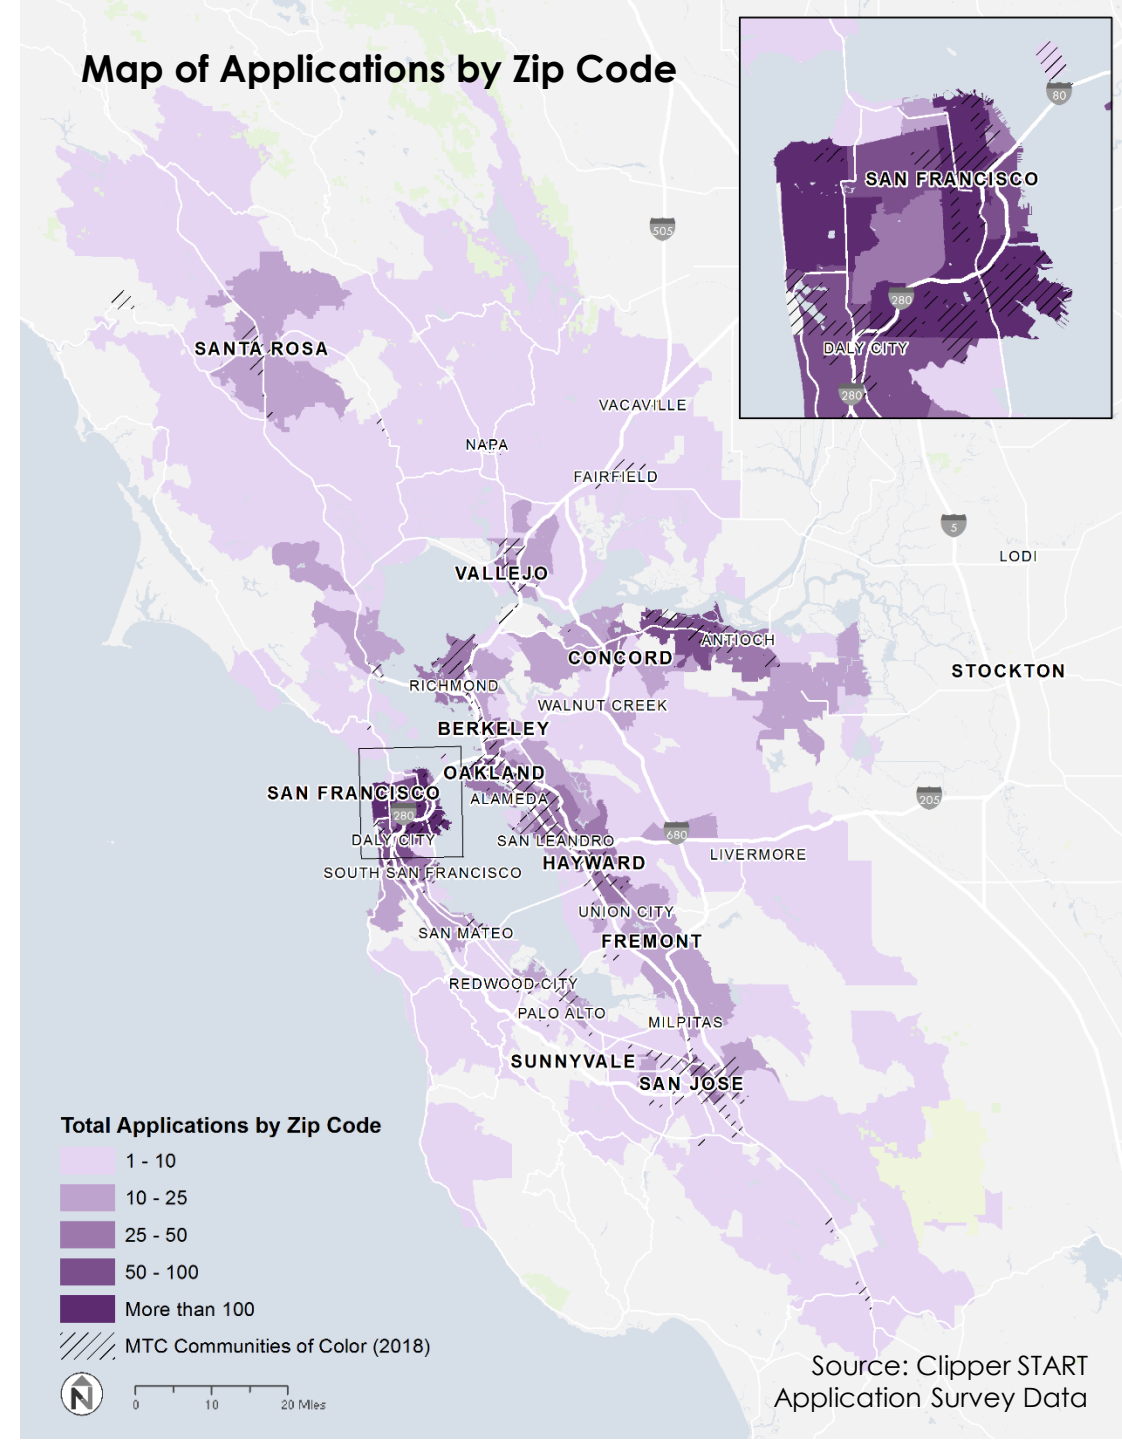 Map of Applications by Zip Code
80
SAN FRANCISCO
280
DALY CITY
280
505
SANTA ROSA
VACAVILLE
NAPA
FAIRFIELD
5
LODI
VALLEJO
ANTIOCH
CONCORD
STOCKTON
RICHMOND
WALNUT CREEK
BERKELEY
OAKLAND
SAN FRANCISCO
ALAMEDA
205
280
680
DALY CITY
SAN LEANDRO
LIVERMORE
HAYWARD
SOUTH SAN FRANCISCO
UNION CITY
SAN MATEO
FREMONT
REDWOOD CITY
PALO ALTO
MILPITAS
SUNNYVALE
SAN JOSE
Total Applications by Zip Code
1 - 10
10 - 25
25 - 50
50 - 100
More than 100
MTC Communities of Color (2018)
N
0 10 20 Miles
Source: Clipper START
Application Survey Data